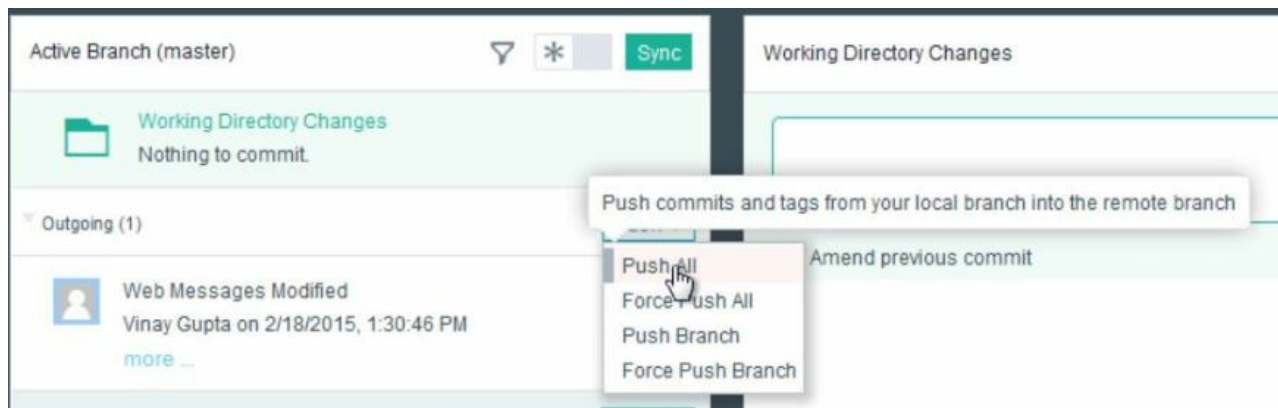 Active Branch (master)
Sync
Working Directory Changes
Working Directory Changes
Nothing to commit.
Push commits and tags from your local branch into the remote branch
Outgoing (1)
Push All
Amend previous commit
Force Push All
Web Messages Modified
Vinay Gupta on 2/18/2015, 1:30:46 PM
Push Branch
more ...
Force Push Branch